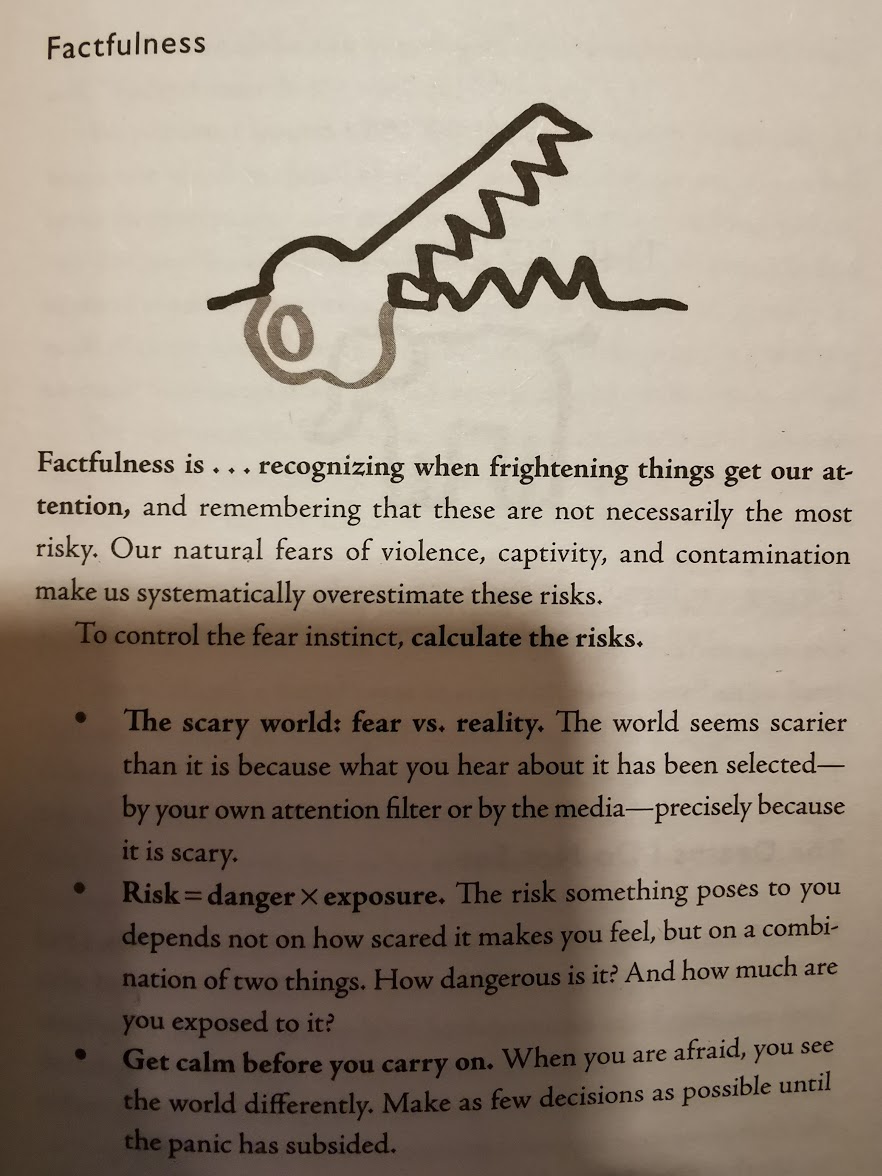 Factfulness
Factfulness is . . . recognizing when frightening things get our at-
tention, and remembering that these are not necessarily the most
risky. Our natural fears of violence, captivity, and contamination
make us systematically overestimate these risks.
To control the fear instinct, calculate the risks.
• The scary world: fear vs. reality. The world seems scarier
than it is because what you hear about it has been selected—
by your own attention filter or by the media—precisely because
it is scary.
• Risk = danger × exposure. The risk something poses to you
depends not on how scared it makes you feel, but on a combi-
nation of two things. How dangerous is it? And how much are
you exposed to it?
• Get calm before you carry on. When you are afraid, you see
the world differently. Make as few decisions as possible until
the panic has subsided.